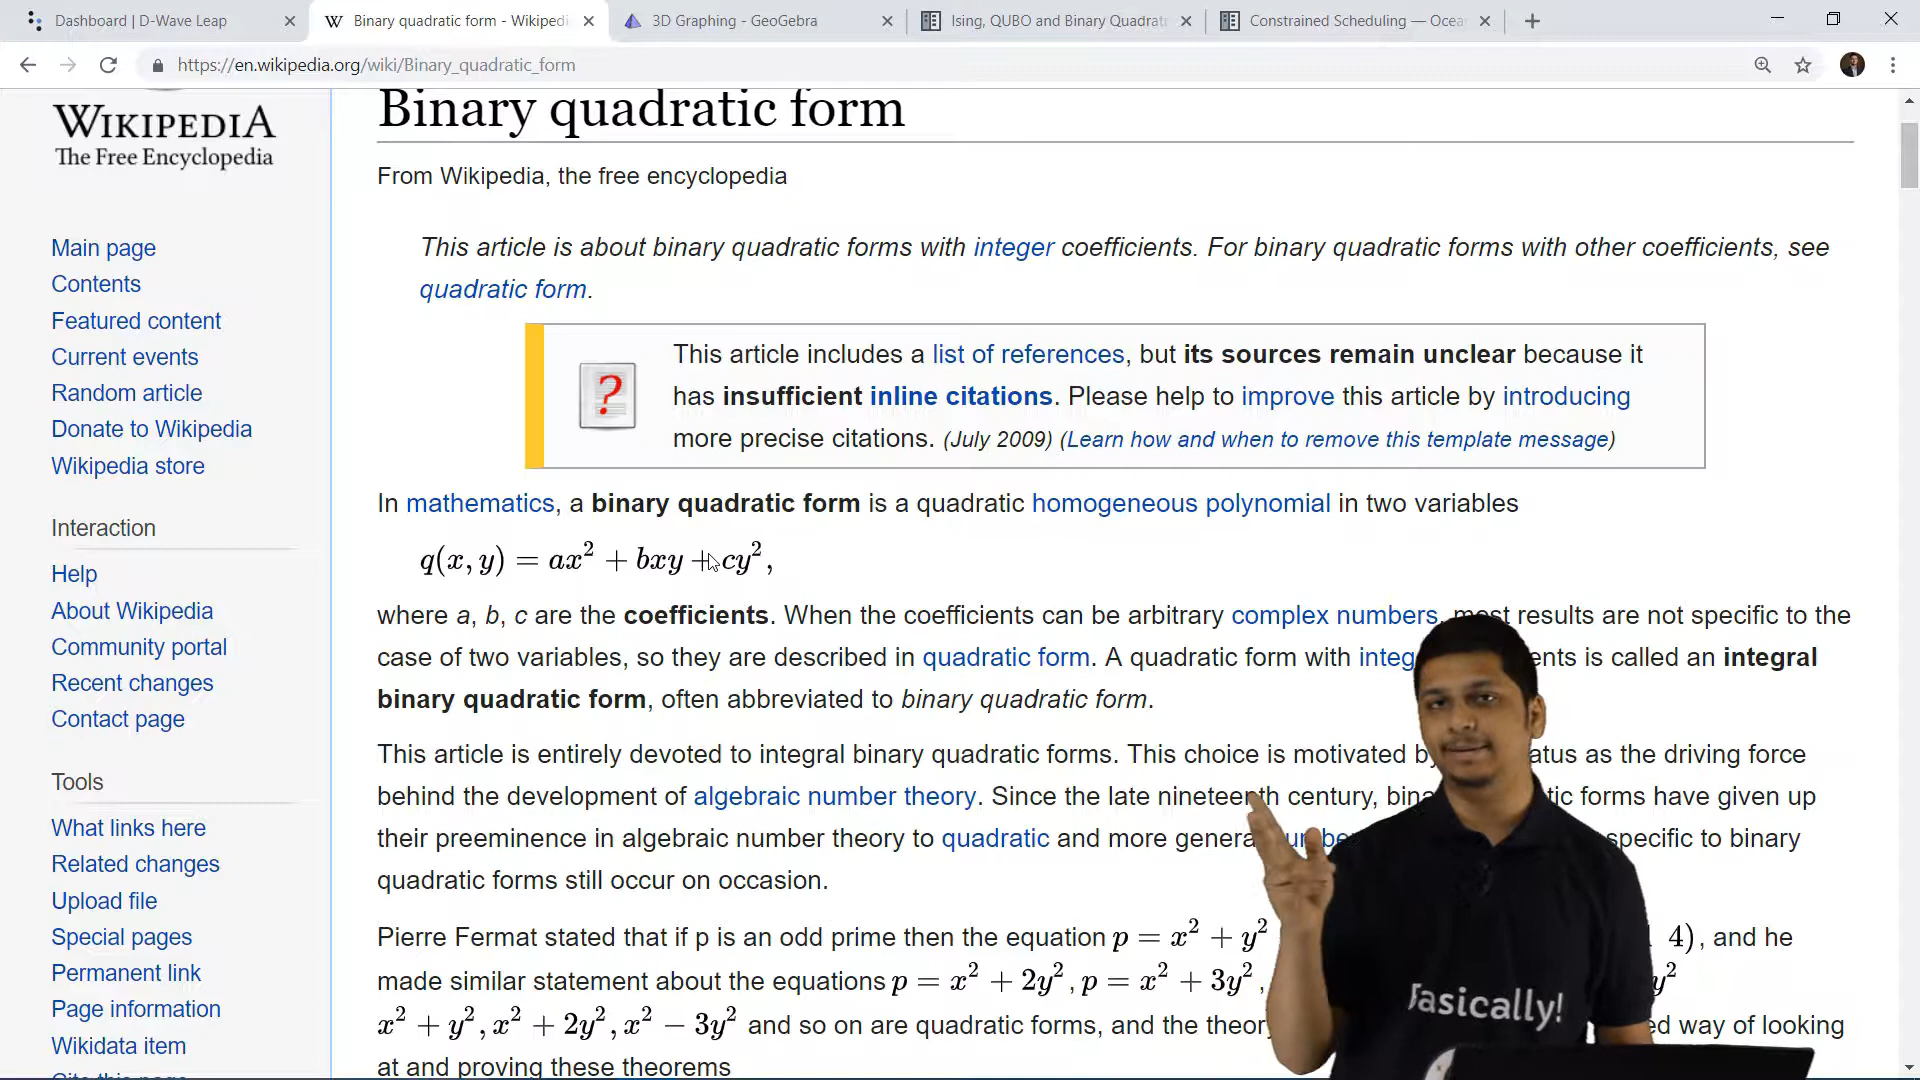 Dashboard | D-Wave Leap
Binary quadratic form - Wikipedi
3D Graphing - GeoGebra
Ising, QUBO and Binary Quadrat
Constrained Scheduling — Ocea
https://en.wikipedia.org/wiki/Binary_quadratic_form
WIKIPEDIA
The Free Encyclopedia
Main page
Contents
Featured content
Current events
Random article
Donate to Wikipedia
Wikipedia store
Interaction
Help
About Wikipedia
Community portal
Recent changes
Contact page
Tools
What links here
Related changes
Upload file
Special pages
Permanent link
Page information
Wikidata item
Cite this page
Binary quadratic form
From Wikipedia, the free encyclopedia
This article is about binary quadratic forms with integer coefficients. For binary quadratic forms with other coefficients, see
quadratic form.
This article includes a list of references, but its sources remain unclear because it
has insufficient inline citations. Please help to improve this article by introducing
more precise citations. (July 2009) (Learn how and when to remove this template message)
In mathematics, a binary quadratic form is a quadratic homogeneous polynomial in two variables
q(x, y) = ax² + bxy + cy²,
where a, b, c are the coefficients. When the coefficients can be arbitrary complex numbers, most results are not specific to the
case of two variables, so they are described in quadratic form. A quadratic form with integ ents is called an integral
binary quadratic form, often abbreviated to binary quadratic form.
This article is entirely devoted to integral binary quadratic forms. This choice is motivated by atus as the driving force
behind the development of algebraic number theory. Since the late nineteenth century, bina tic forms have given up
their preeminence in algebraic number theory to quadratic and more genera specific to binary
quadratic forms still occur on occasion.
Pierre Fermat stated that if p is an odd prime then the equation p = x² + y² 4), and he
made similar statement about the equations p = x² + 2y², p = x² + 3y², y²
x² + y², x² + 2y², x² − 3y² and so on are quadratic forms, and the theor ed way of looking
at and proving these theorems
Jasically!